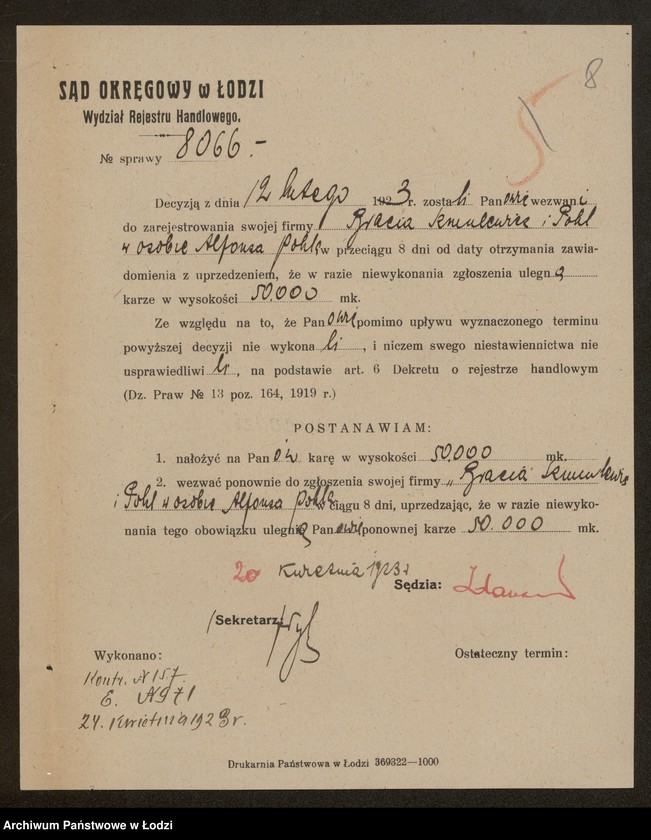 8
5
SĄD OKRĘGOWY w ŁODZI
Wydział Rejestru Handlowego.
№ sprawy 8066.-
Decyzją z dnia 12 lutego 1923 r. zostali Panowie wezwani
do zarejestrowania swojej firmy Bracia i Pohl
w osobie Alfonsa Pohla w przeciągu 8 dni od daty otrzymania zawia-
domienia z uprzedzeniem, że w razie niewykonania zgłoszenia ulegną
karze w wysokości 50.000 mk.
Ze względu na to, że Panowie pomimo upływu wyznaczonego terminu
powyższej decyzji nie wykonali, i niczem swego niestawiennictwa nie
usprawiedliwili, na podstawie art. 6 Dekretu o rejestrze handlowym
(Dz. Praw № 13 poz. 164, 1919 r.)
POSTANAWIAM:
1. nałożyć na Panów karę w wysokości 50.000 mk.
2. wezwać ponownie do zgłoszenia swojej firmy „Bracia
i Pohl w osobie Alfonsa Pohla w ciągu 8 dni, uprzedzając, że w razie niewyko-
nania tego obowiązku ulegną Panowie ponownej karze 50.000 mk.
20 kwietnia 1923 r
Sędzia:
/Sekretarz:
Wykonano:
Ostateczny termin:
Kontr. N 157.
E. N 971
24. Kwietnia 1923 r.
Drukarnia Państwowa w Łodzi 369322—1000
Archiwum Państwowe w Łodzi